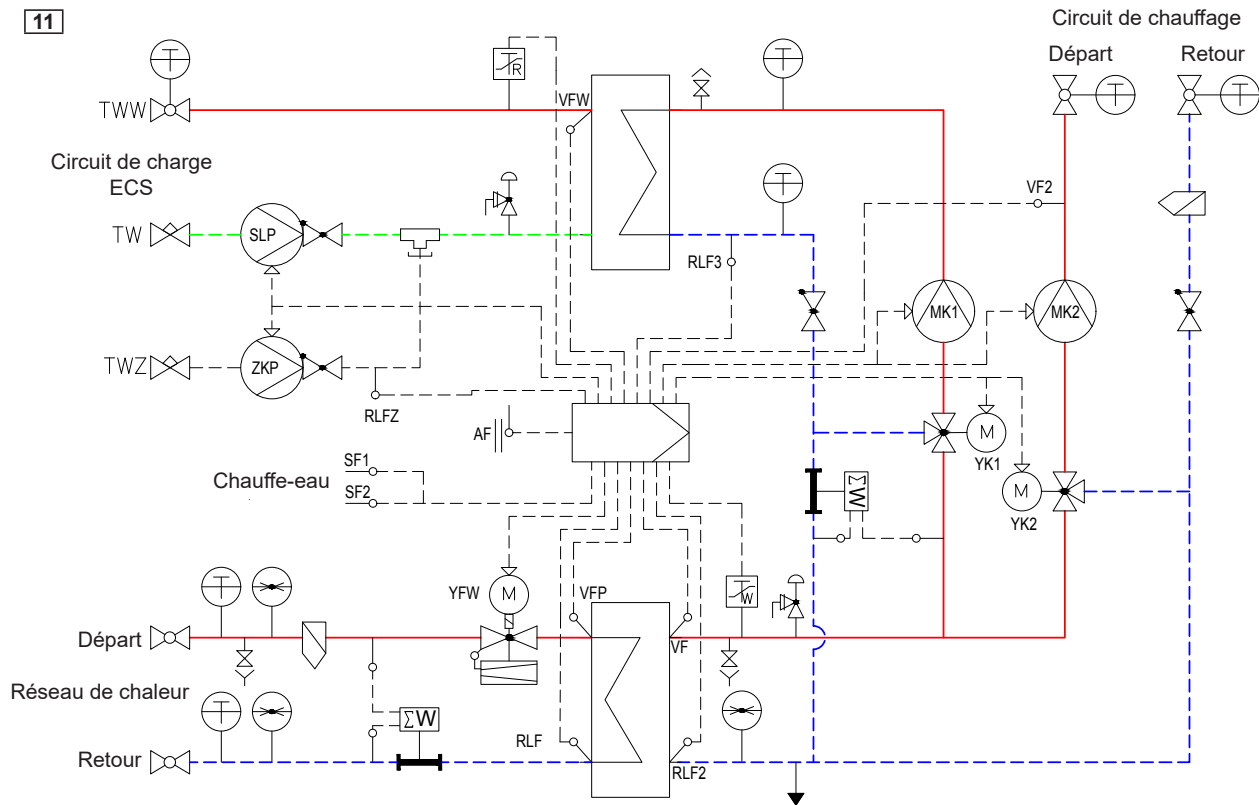 11
Circuit de chauffage
Départ
Retour
T
T
T
T
R
TWW
VFW
Circuit de charge
ECS
T
VF2
TW
SLP
RLF3
MK1
MK2
TWZ
ZKP
RLFZ
AF
M
YK1
SF1
Chauffe-eau
SF2
ΣW
M
YK2
YFW
M
VFP
W
T
Départ
VF
Réseau de chaleur
T
ΣW
RLF
Retour
RLF2